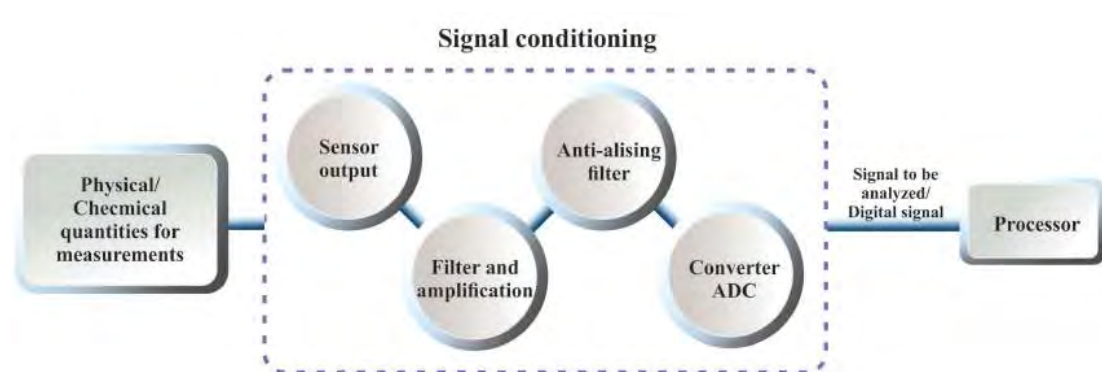 Signal conditioning
Physical/
Checmical
quantities for
measurements
Sensor
output
Filter and
amplification
Anti-alising
filter
Converter
ADC
Signal to be
analyzed/
Digital signal
Processor